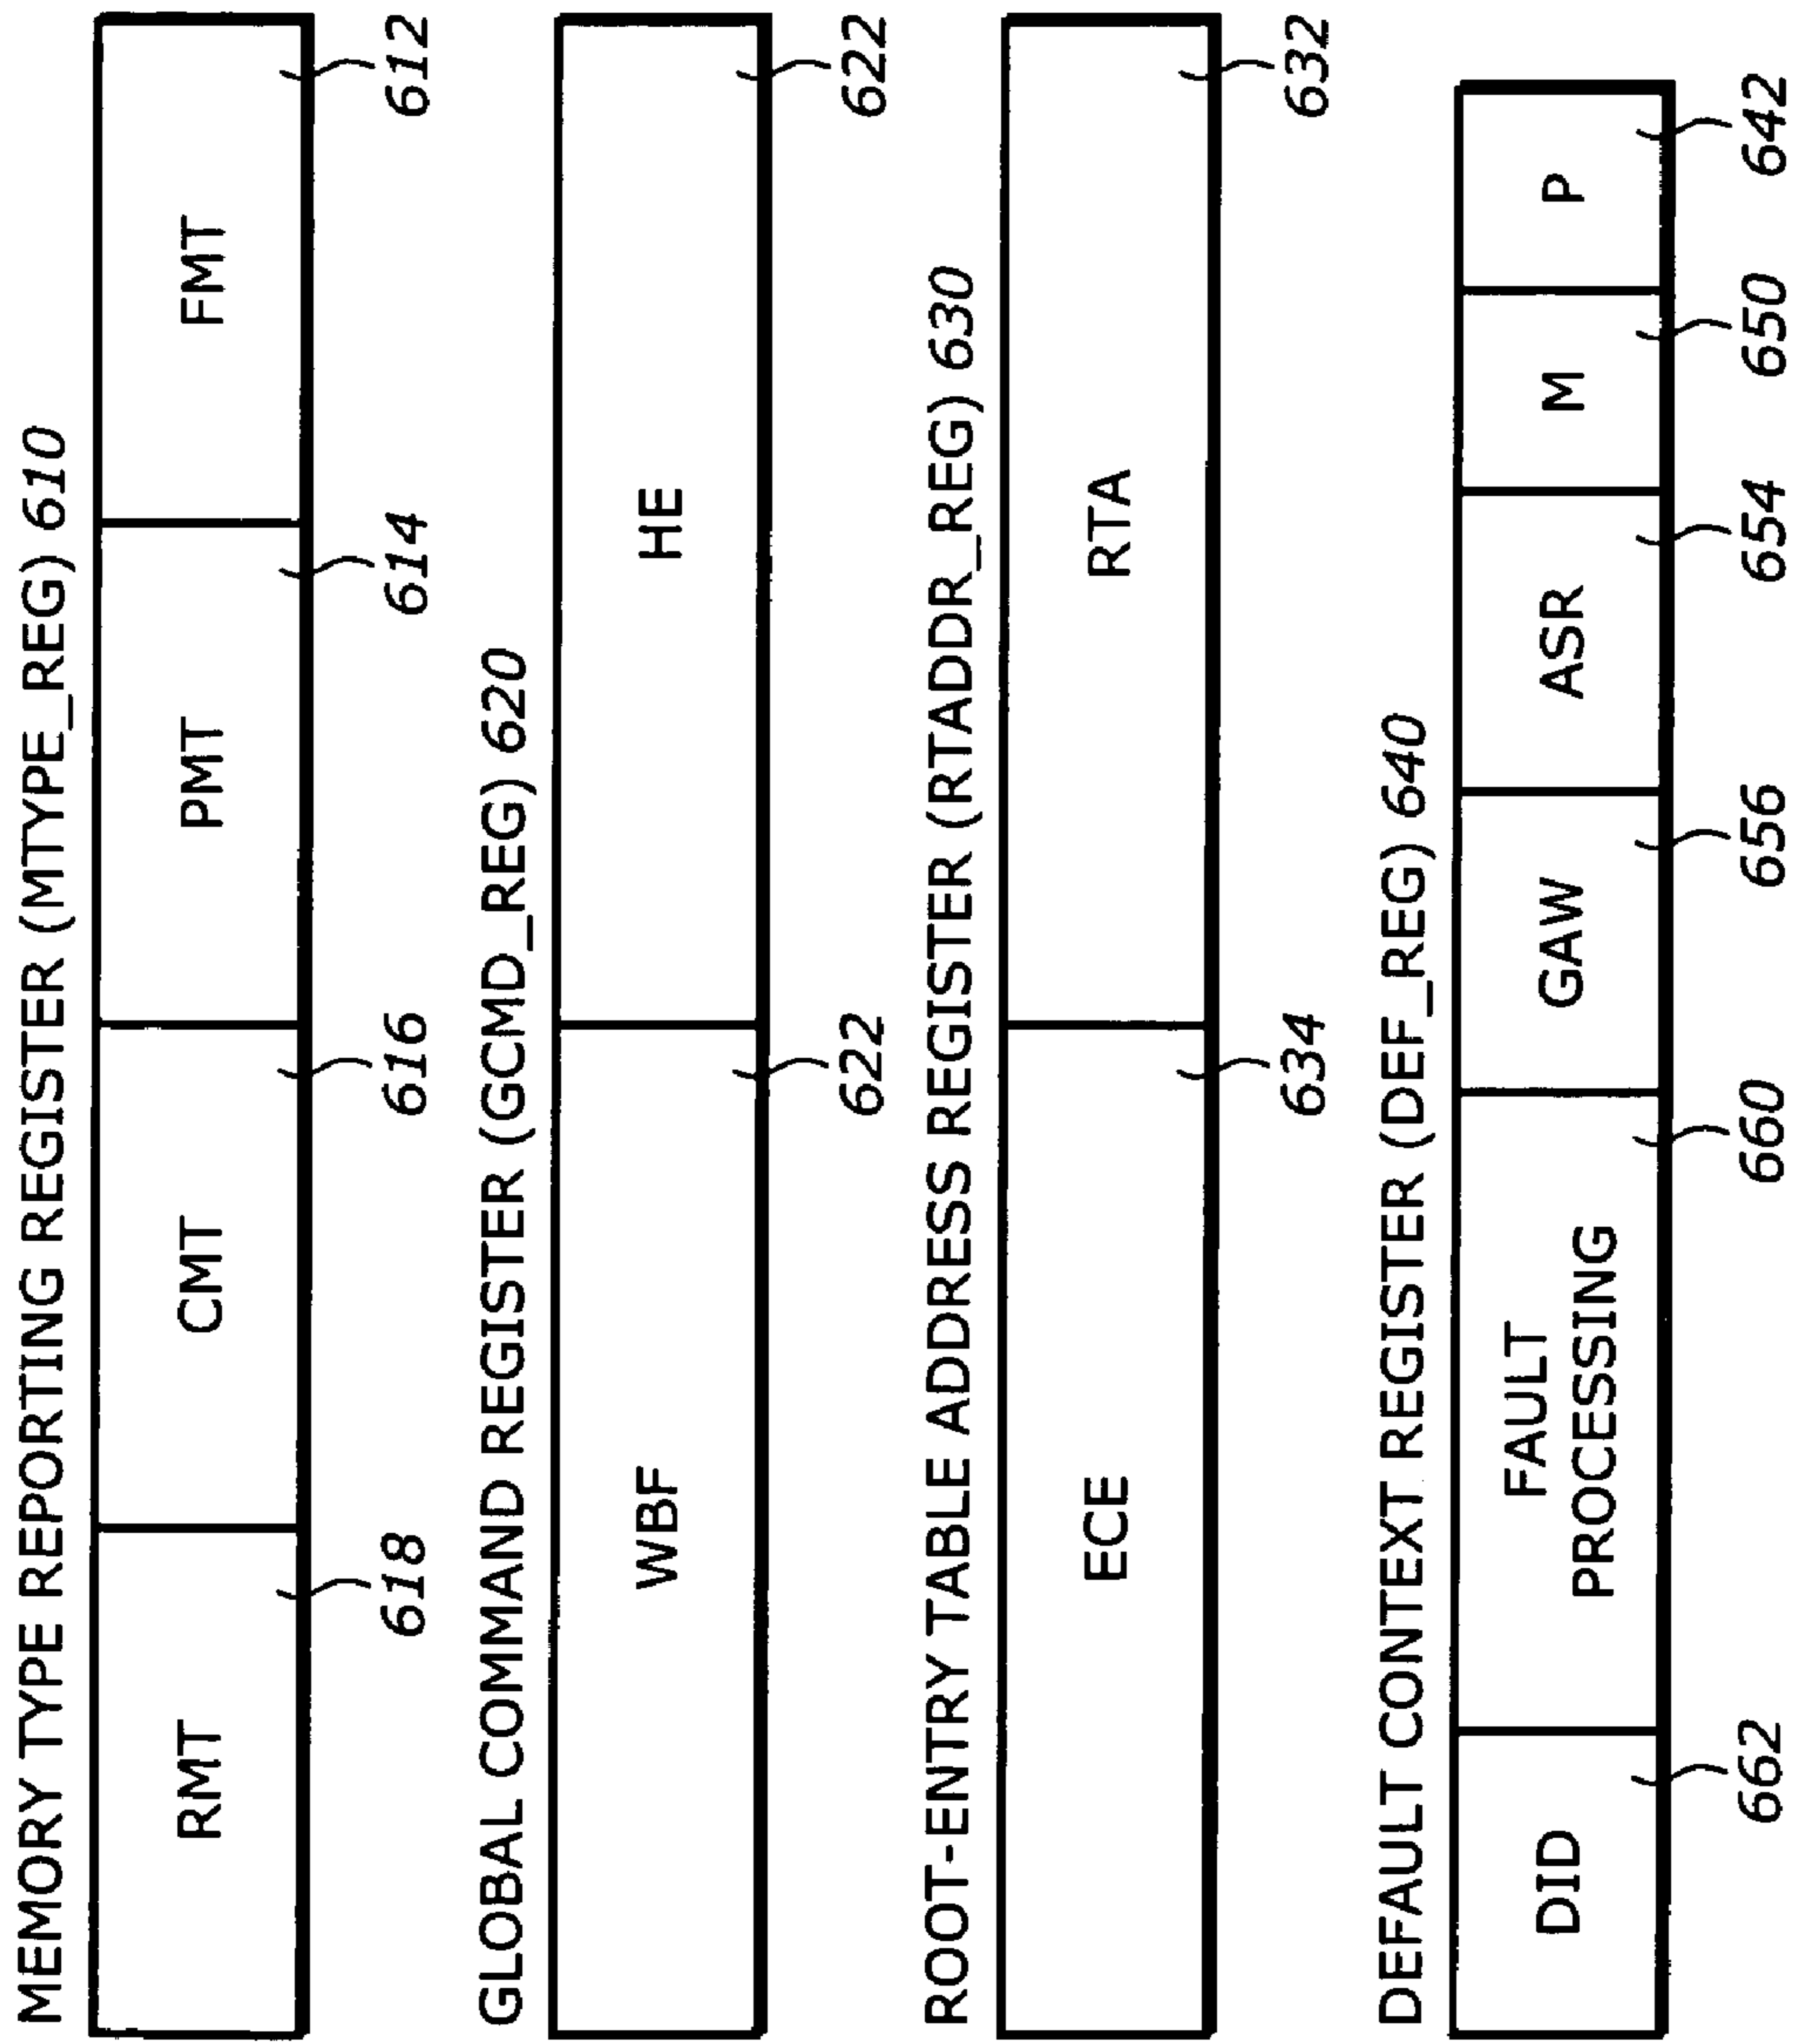 MEMORY TYPE REPORTING REGISTER (MTYPE_REG) 610
RMT CMT PMT FMT
618 616 614 612
GLOBAL COMMAND REGISTER (GCMD_REG) 620
WBF HE
622 622
ROOT-ENTRY TABLE ADDRESS REGISTER (RTADDR_REG) 630
ECE RTA
634 632
DEFAULT CONTEXT REGISTER (DEF_REG) 640
DID FAULT PROCESSING GAW ASR M P
662 660 656 654 650 642